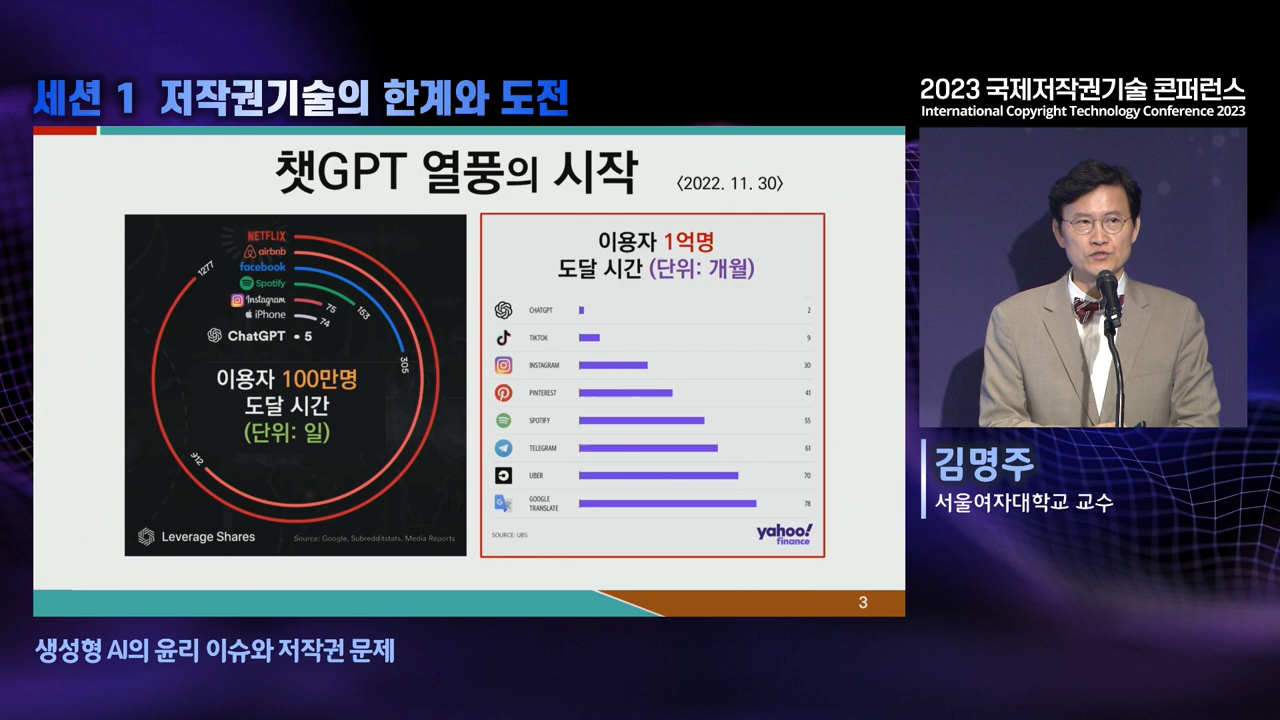 세션 1 저작권기술의 한계와 도전
2023 국제저작권기술 콘퍼런스
International Copyright Technology Conference 2023
챗GPT 열풍의 시작
<2022. 11. 30>
NETFLIX
airbnb
facebook
Spotify
Instagram
iPhone
ChatGPT
5
74
75
153
305
912
1277
이용자 100만명
도달 시간
(단위: 일)
Leverage Shares
Source: Google, Subredditstats, Media Reports
이용자 1억명
도달 시간 (단위: 개월)
CHATGPT 2
TIKTOK 9
INSTAGRAM 30
PINTEREST 41
SPOTIFY 55
TELEGRAM 61
UBER 70
GOOGLE
TRANSLATE 78
SOURCE: UBS
yahoo!
finance
3
김명주
서울여자대학교 교수
생성형 AI의 윤리 이슈와 저작권 문제